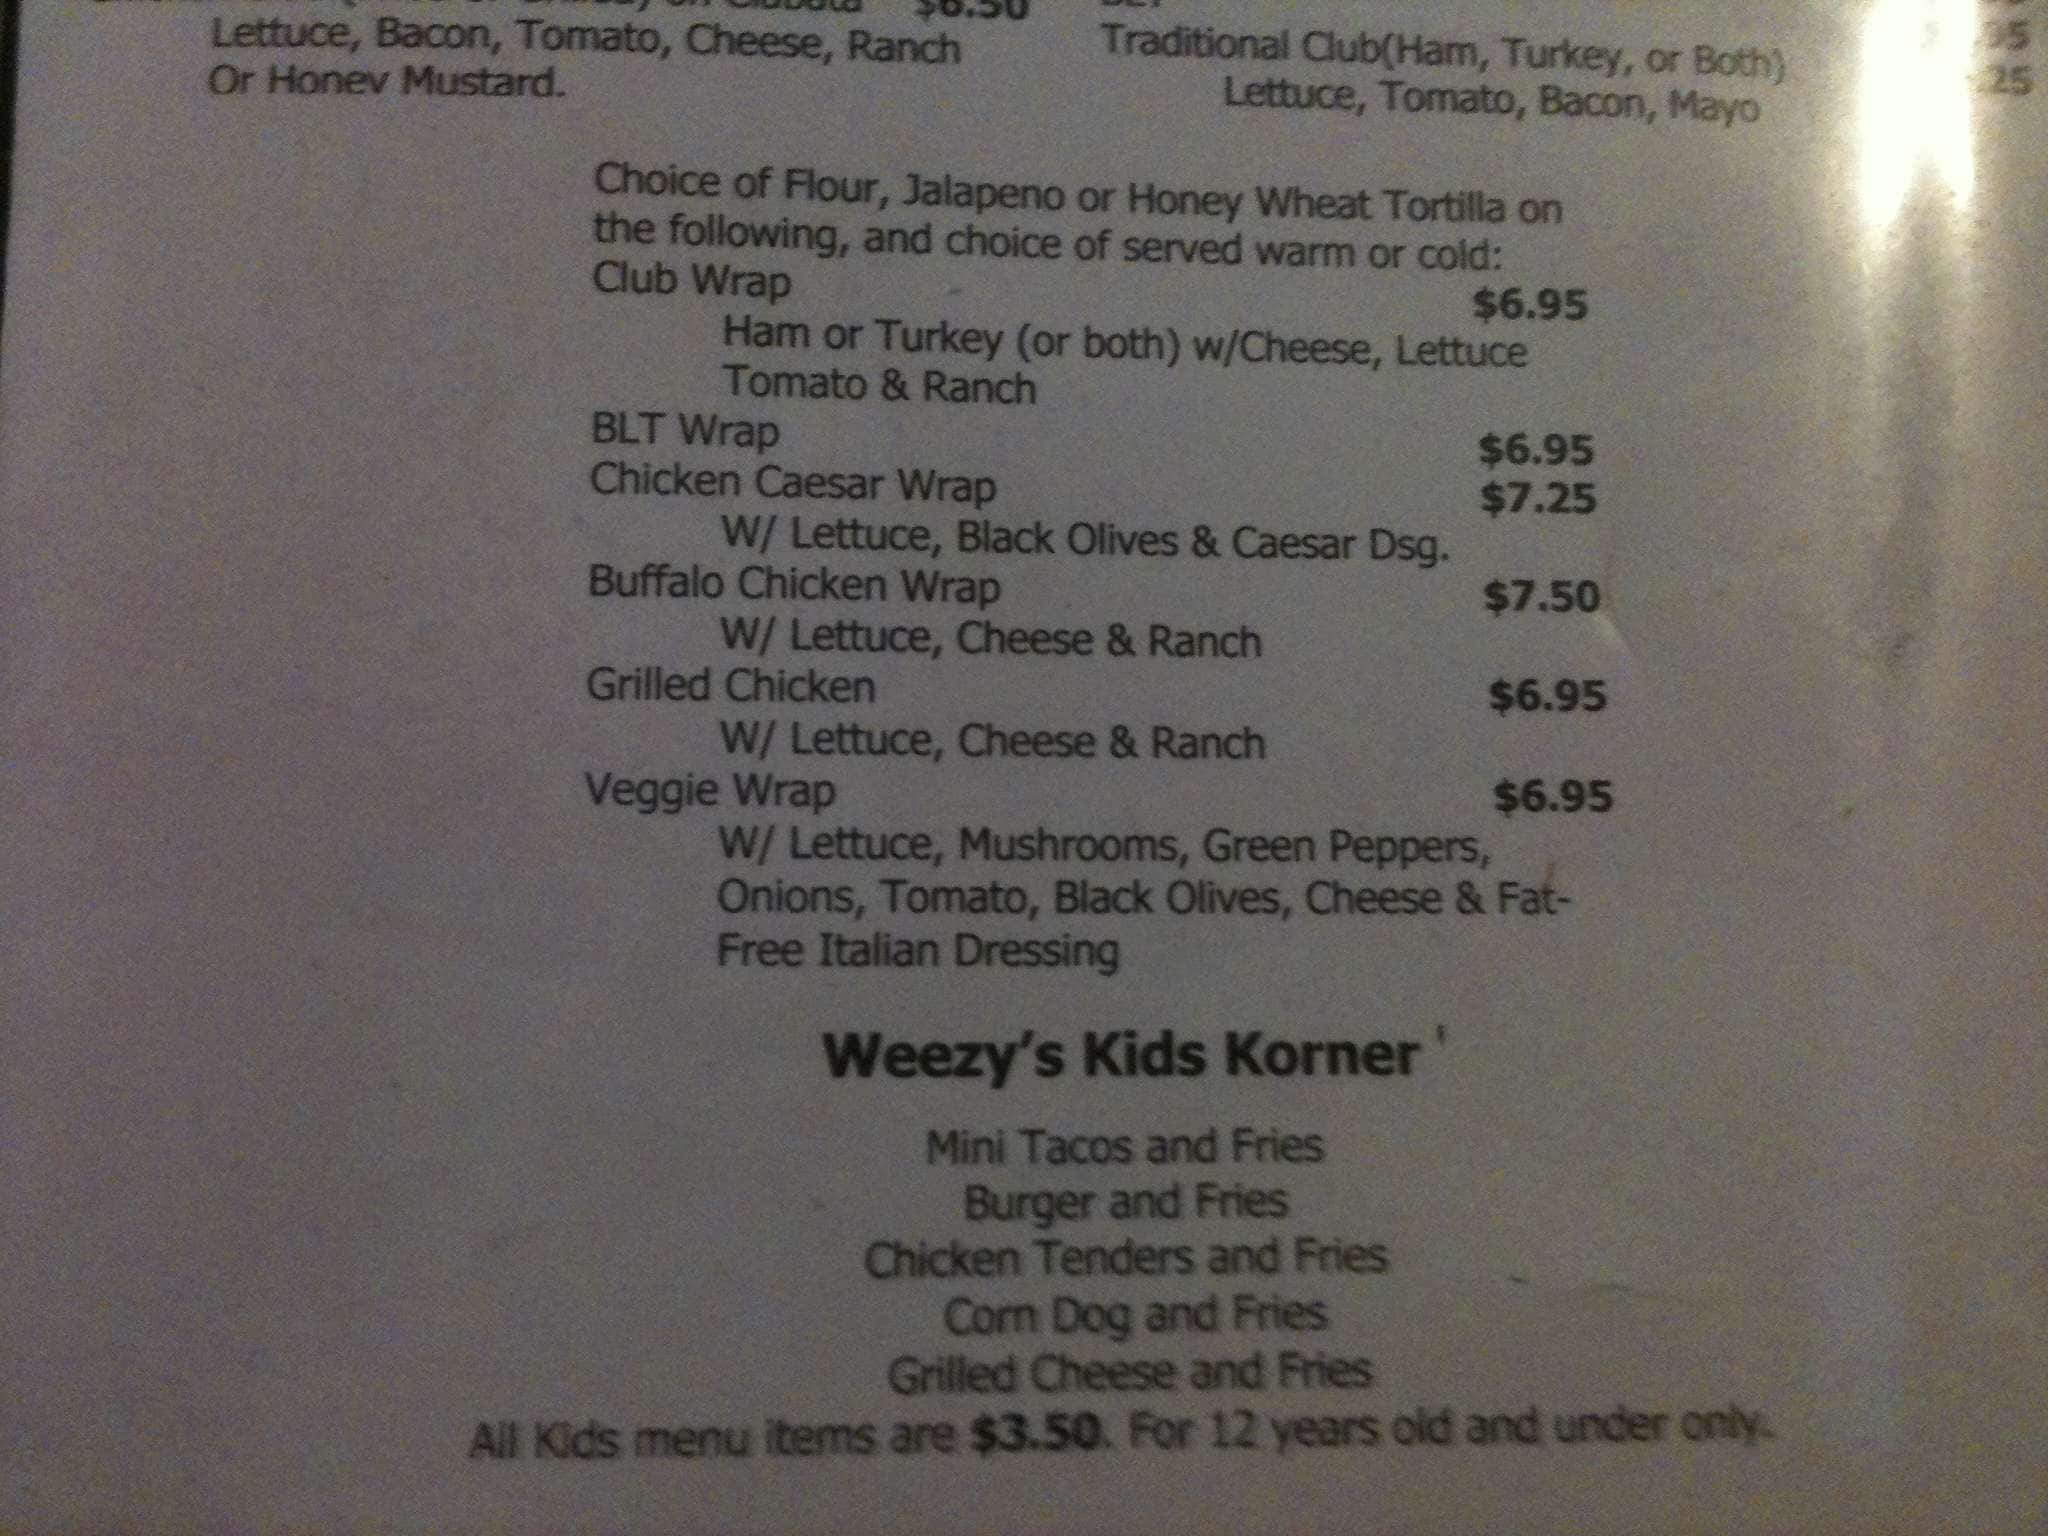 on Ciabata $6.50
Lettuce, Bacon, Tomato, Cheese, Ranch
Or Honey Mustard.
Traditional Club(Ham, Turkey, or Both)
Lettuce, Tomato, Bacon, Mayo
Choice of Flour, Jalapeno or Honey Wheat Tortilla on
the following, and choice of served warm or cold:
Club Wrap $6.95
Ham or Turkey (or both) w/Cheese, Lettuce
Tomato & Ranch
BLT Wrap $6.95
Chicken Caesar Wrap $7.25
W/ Lettuce, Black Olives & Caesar Dsg.
Buffalo Chicken Wrap $7.50
W/ Lettuce, Cheese & Ranch
Grilled Chicken $6.95
W/ Lettuce, Cheese & Ranch
Veggie Wrap $6.95
W/ Lettuce, Mushrooms, Green Peppers,
Onions, Tomato, Black Olives, Cheese & Fat-
Free Italian Dressing
Weezy's Kids Korner
Mini Tacos and Fries
Burger and Fries
Chicken Tenders and Fries
Corn Dog and Fries
Grilled Cheese and Fries
All Kids menu items are $3.50. For 12 years old and under only.